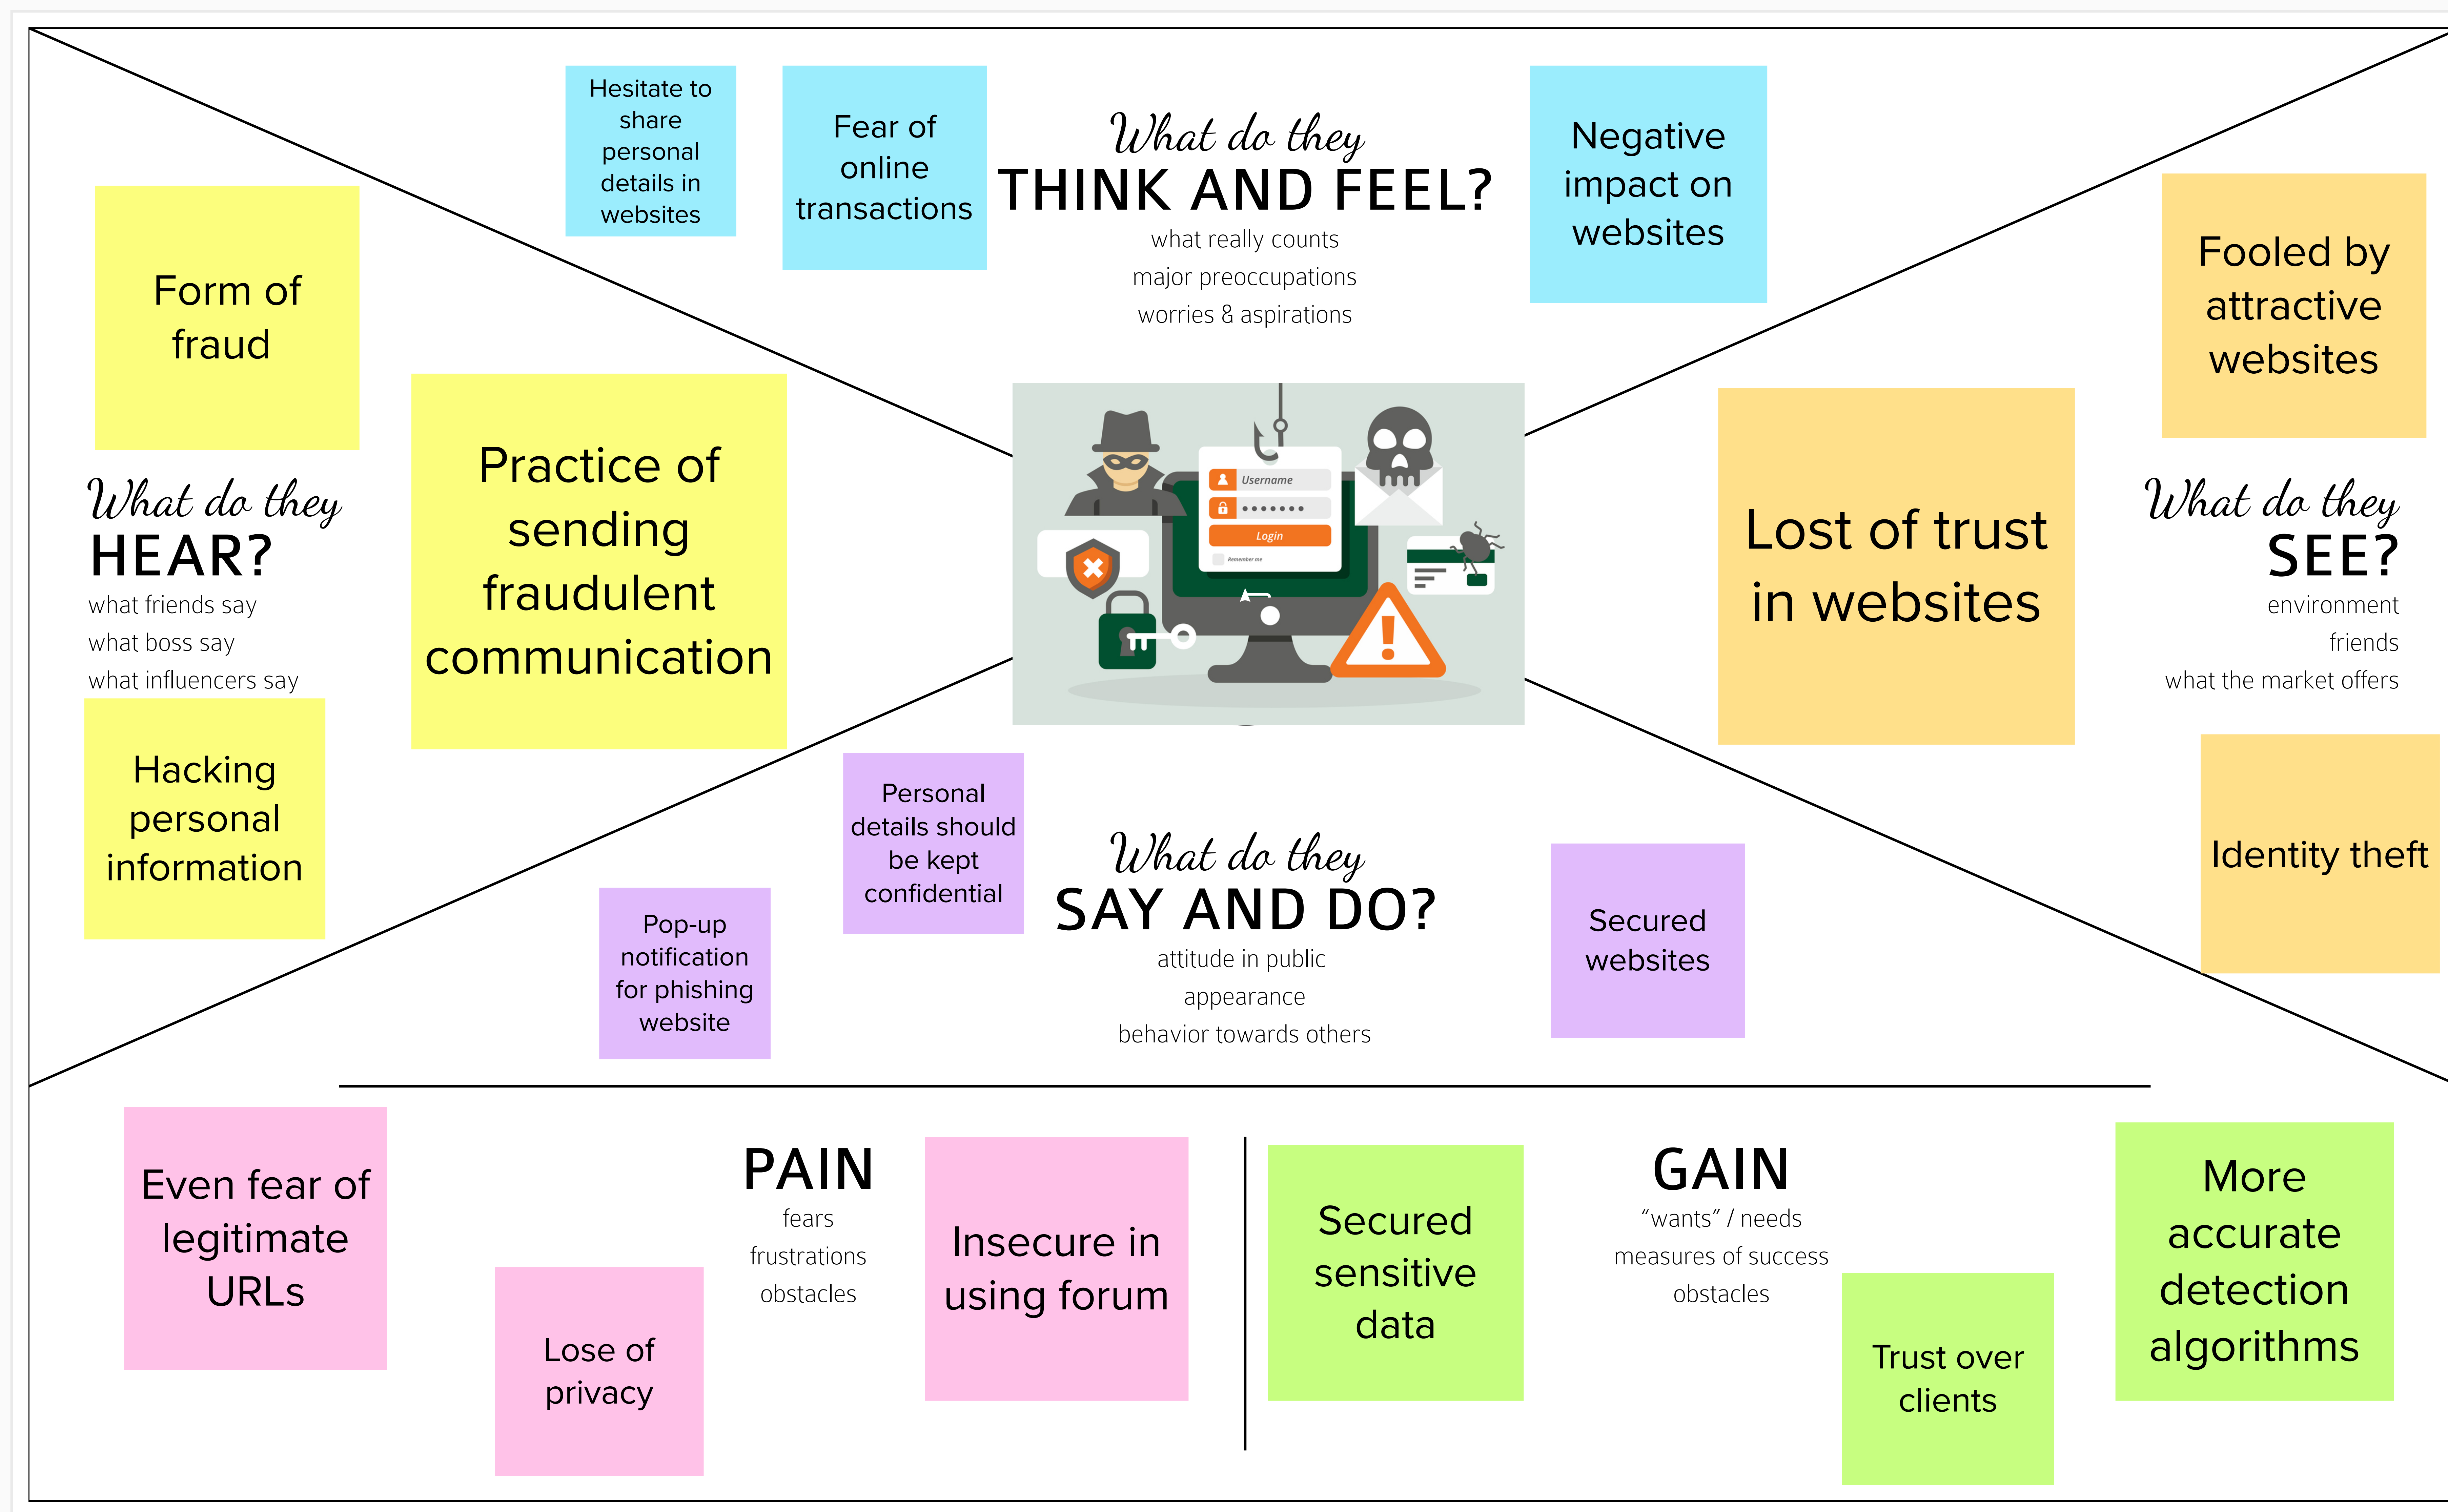 Hesitate to
share
personal
details in
websites
Fear of
online
transactions
What do they
THINK AND FEEL?
what really counts
major preoccupations
worries & aspirations
Negative
impact on
websites
Form of
fraud
Practice of
sending
fraudulent
communication
What do they
HEAR?
what friends say
what boss say
what influencers say
Hacking
personal
information
Username
Login
Remember me
Fooled by
attractive
websites
Lost of trust
in websites
What do they
SEE?
environment
friends
what the market offers
Identity theft
Personal
details should
be kept
confidential
Pop-up
notification
for phishing
website
What do they
SAY AND DO?
attitude in public
appearance
behavior towards others
Secured
websites
Even fear of
legitimate
URLs
Lose of
privacy
PAIN
fears
frustrations
obstacles
Insecure in
using forum
Secured
sensitive
data
GAIN
“wants” / needs
measures of success
obstacles
Trust over
clients
More
accurate
detection
algorithms